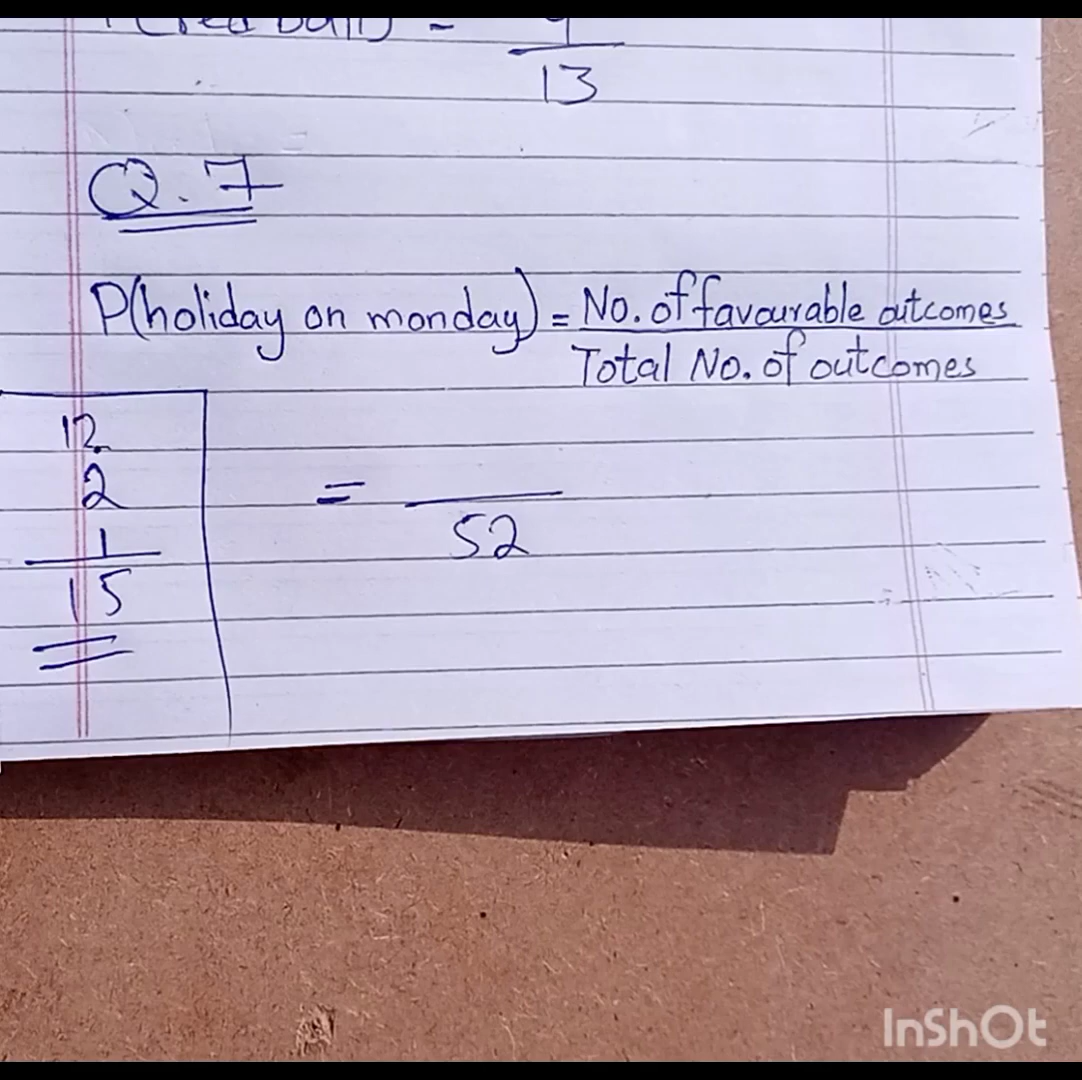 13
Q.7
P(holiday on monday) = No. of favourable outcomes
Total No. of outcomes
12
2
1
15
=
52
InShOt